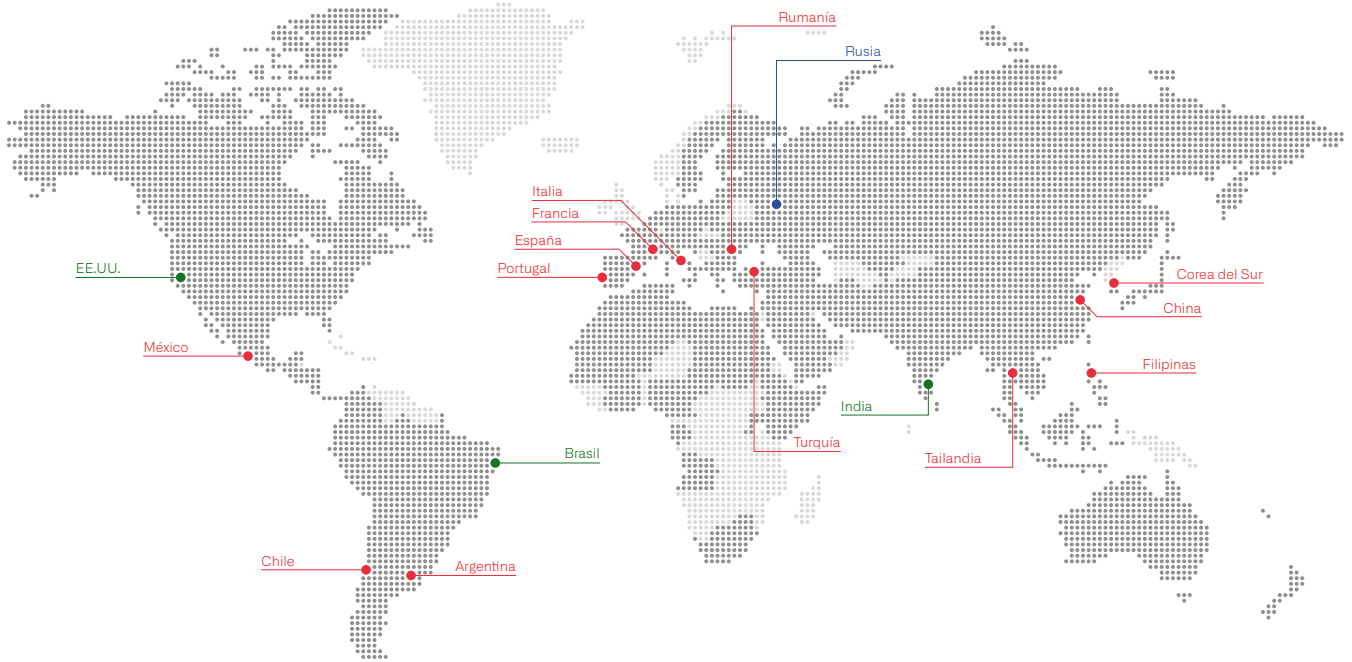 Rumanía
Rusia
Italia
Francia
España
Portugal
EE.UU.
Corea del Sur
China
México
Filipinas
India
Turquía
Brasil
Tailandia
Chile
Argentina